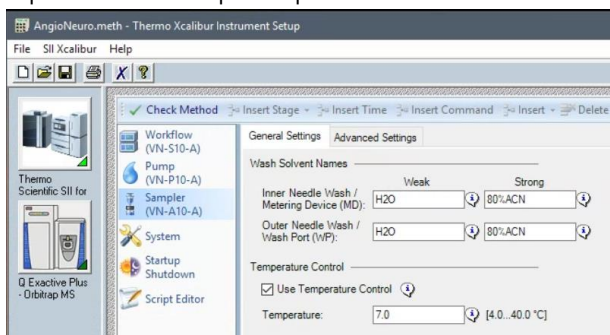 AngioNeuro.meth - Thermo Xcalibur Instrument Setup
File SII Xcalibur Help
Check Method Insert Stage Insert Time Insert Command Insert Delete
Thermo
Scientific SII for
Q Exactive Plus
- Orbitrap MS
Workflow
(VN-S10-A)
Pump
(VN-P10-A)
Sampler
(VN-A10-A)
System
Startup
Shutdown
Script Editor
General Settings Advanced Settings
Wash Solvent Names
Weak Strong
Inner Needle Wash /
Metering Device (MD): H2O 80%ACN
Outer Needle Wash /
Wash Port (WP): H2O 80%ACN
Temperature Control
Use Temperature Control
Temperature: 7.0 [4.0...40.0 °C]